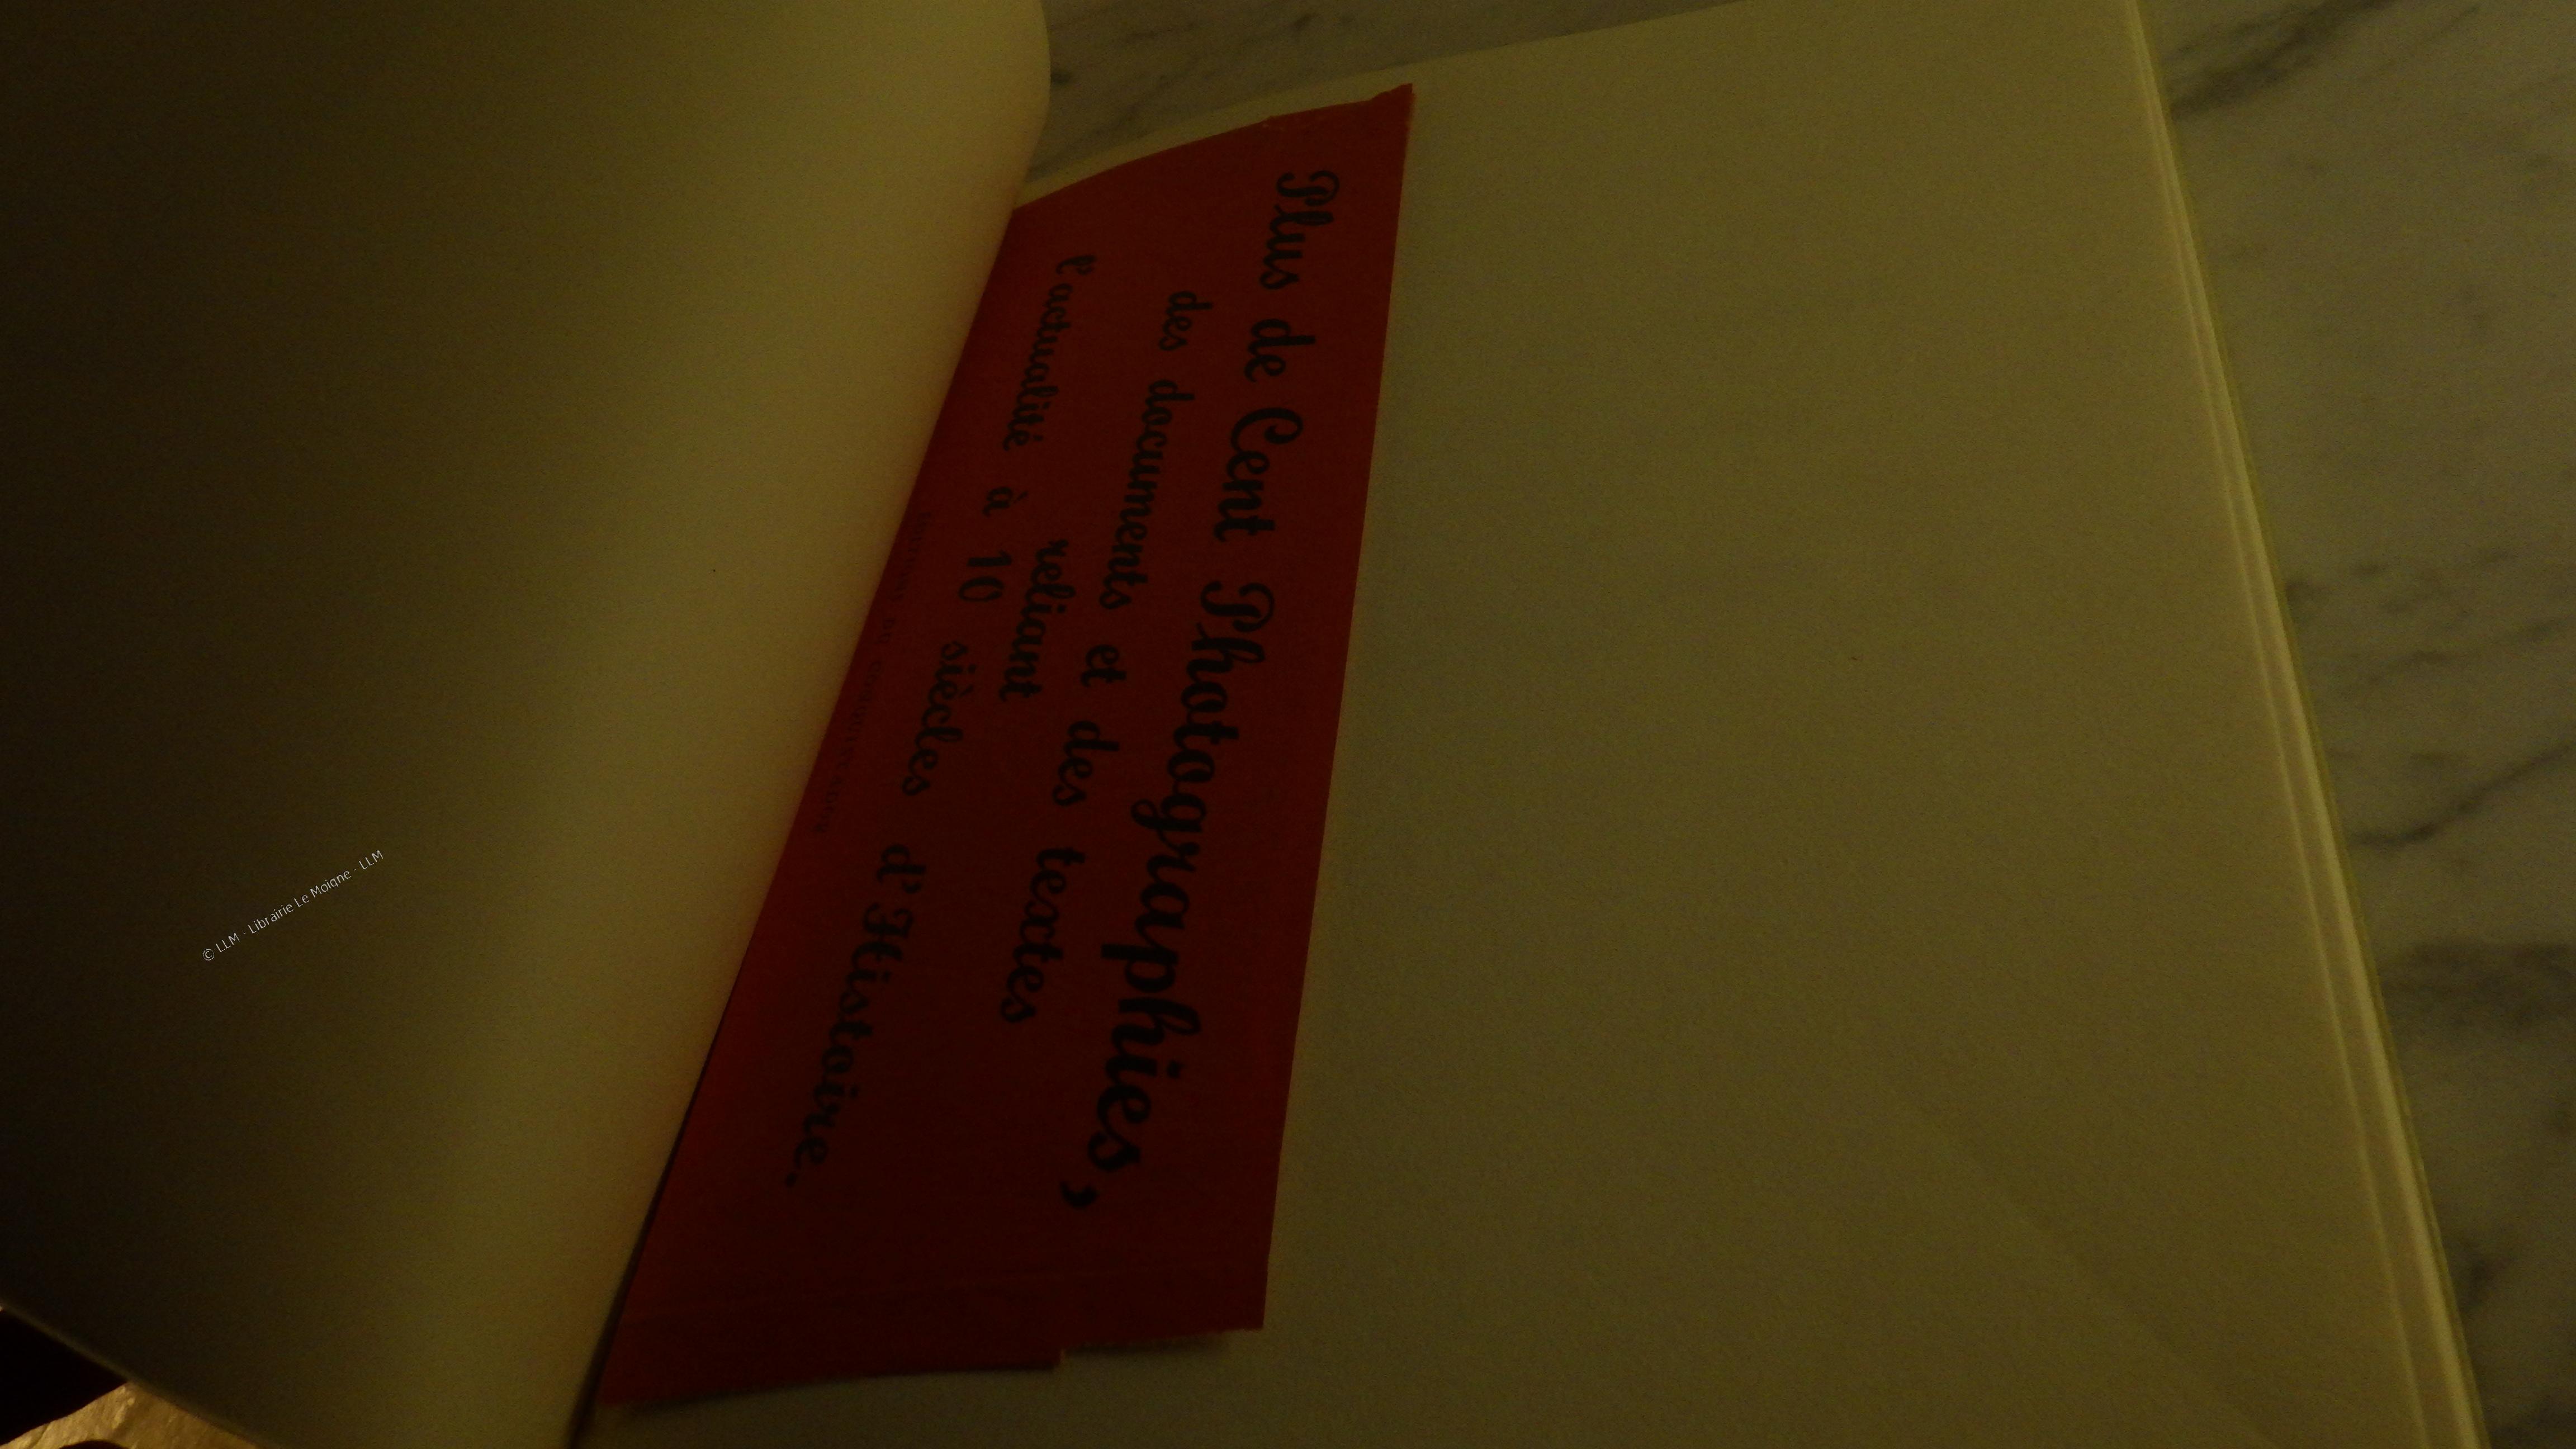 Plus de Cent Photographies,
des documents et des textes
reliant
l'actualité à 10 siècles d'Histoire.
© LLM - Librairie Le Moigne - LLM